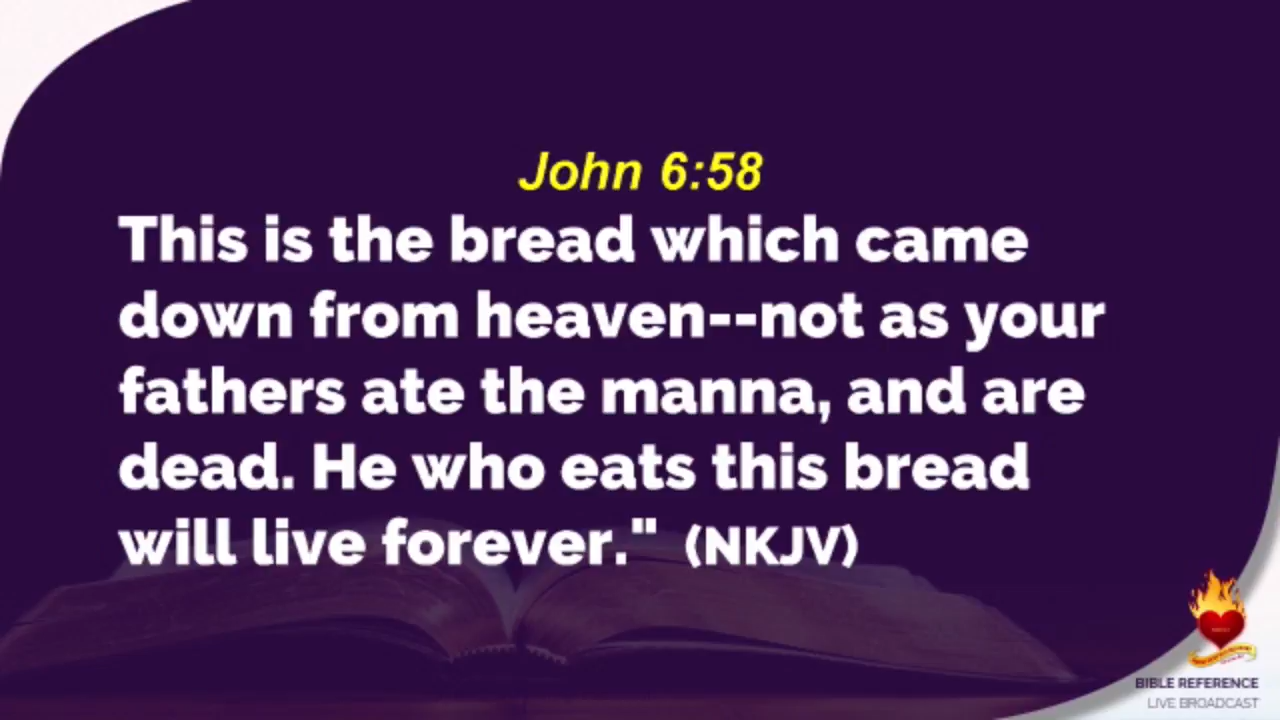 John 6:58
This is the bread which came
down from heaven--not as your
fathers ate the manna, and are
dead. He who eats this bread
will live forever." (NKJV)
BIBLE REFERENCE
LIVE BROADCAST